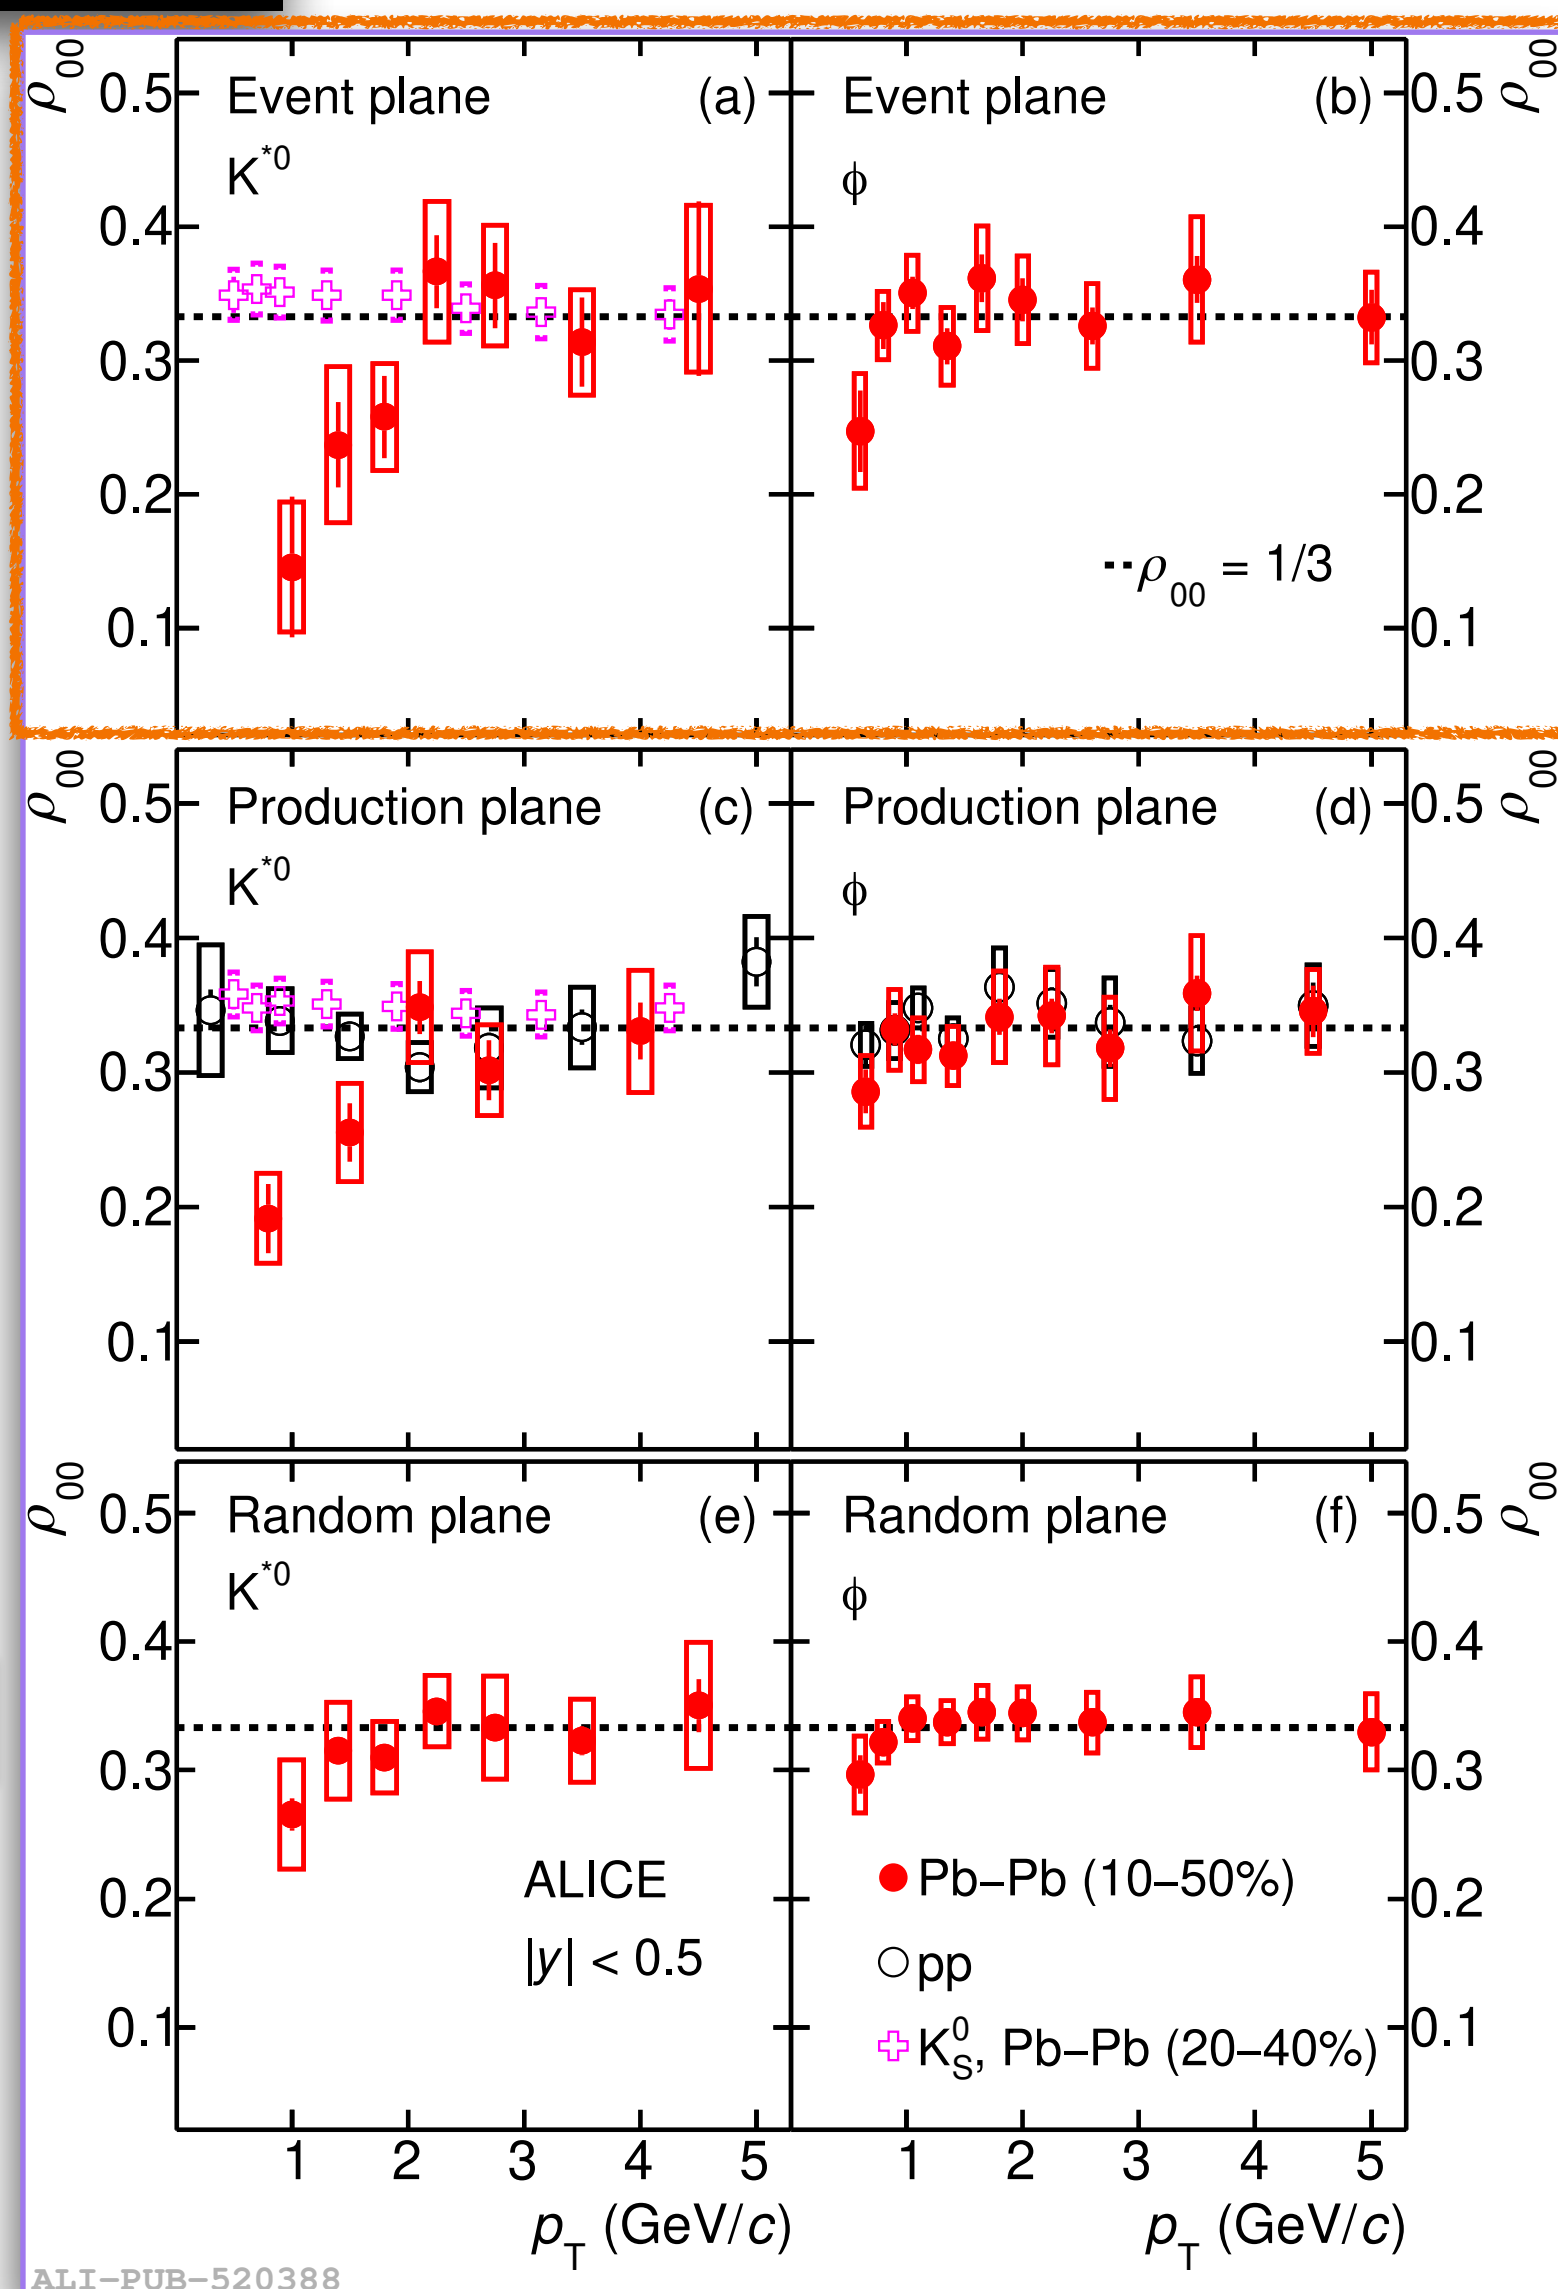 ρ00 0.5 Event plane (a) Event plane (b) 0.5 ρ00
K*0 ϕ
0.4 0.4
0.3 0.3
0.2 0.2
ρ00 = 1/3
0.1 0.1
ρ00 0.5 Production plane (c) Production plane (d) 0.5 ρ00
K*0 ϕ
0.4 0.4
0.3 0.3
0.2 0.2
0.1 0.1
ρ00 0.5 Random plane (e) Random plane (f) 0.5 ρ00
K*0 ϕ
0.4 0.4
0.3 0.3
ALICE Pb–Pb (10–50%)
0.2 0.2
|y| < 0.5 pp
0.1 K0S, Pb–Pb (20–40%) 0.1
1 2 3 4 5 1 2 3 4 5
pT (GeV/c) pT (GeV/c)
ALI-PUB-520388